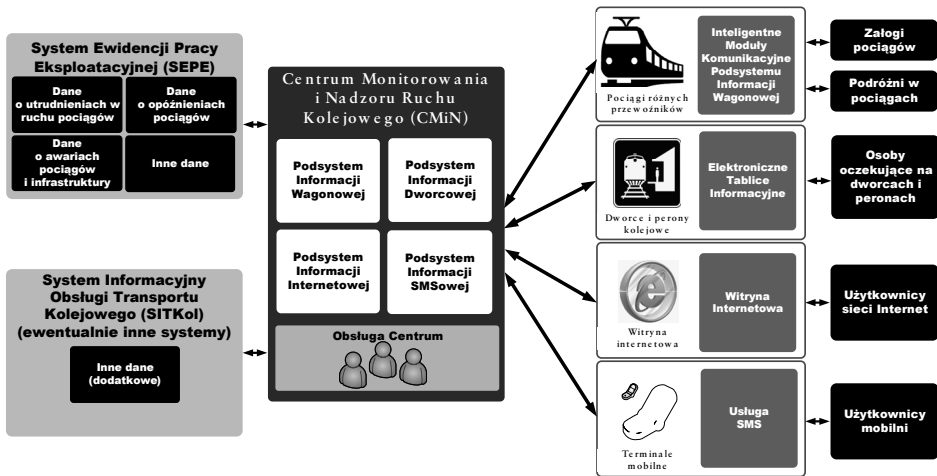 System Ewidencji Pracy
Eksploatacyjnej (SEPE)
Dane
o utrudnieniach w
ruchu pociągów
Dane
o opóźnieniach
pociągów
Dane
o awariach
pociągów
i infrastruktury
Inne dane
System Informacyjny
Obsługi Transportu
Kolejowego (SITKol)
(ewentualnie inne systemy)
Inne dane
(dodatkowe)
Centrum Monitorowania
i Nadzoru Ruchu
Kolejowego (CMiN)
Podsystem
Informacji
Wagonowej
Podsystem
Informacji
Dworcowej
Podsystem
Informacji
Internetowej
Podsystem
Informacji
SMSowej
Obsługa Centrum
Pociągi różnych
przewoźników
Inteligentne
Moduły
Komunikacyjne
Podsystemu
Informacji
Wagonowej
Załogi
pociągów
Podróżni w
pociągach
Dworce i perony
kolejowe
Elektroniczne
Tablice
Informacyjne
Osoby
oczekujące na
dworcach i
peronach
Witryna
internetowa
Witryna
Internetowa
Użytkownicy
sieci Internet
Terminale
mobilne
Usługa
SMS
Użytkownicy
mobilni